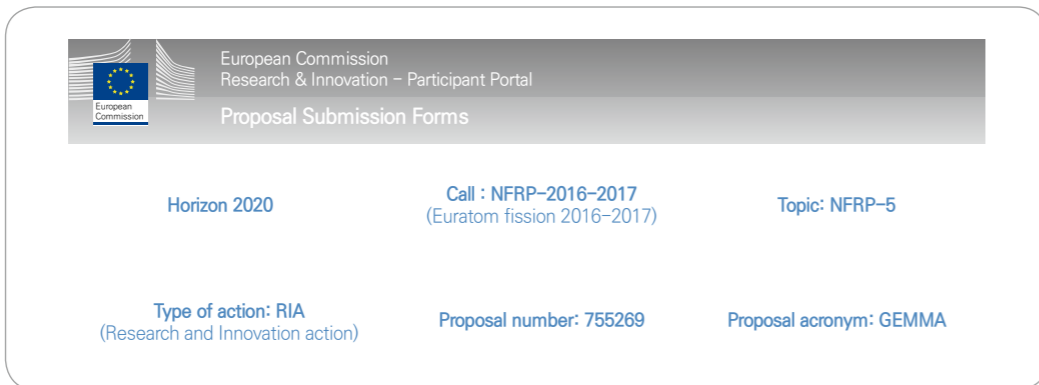 European Commission
Research & Innovation - Participant Portal
Proposal Submission Forms
European
Commission
Horizon 2020
Call : NFRP-2016-2017
(Euratom fission 2016-2017)
Topic: NFRP-5
Type of action: RIA
(Research and Innovation action)
Proposal number: 755269
Proposal acronym: GEMMA